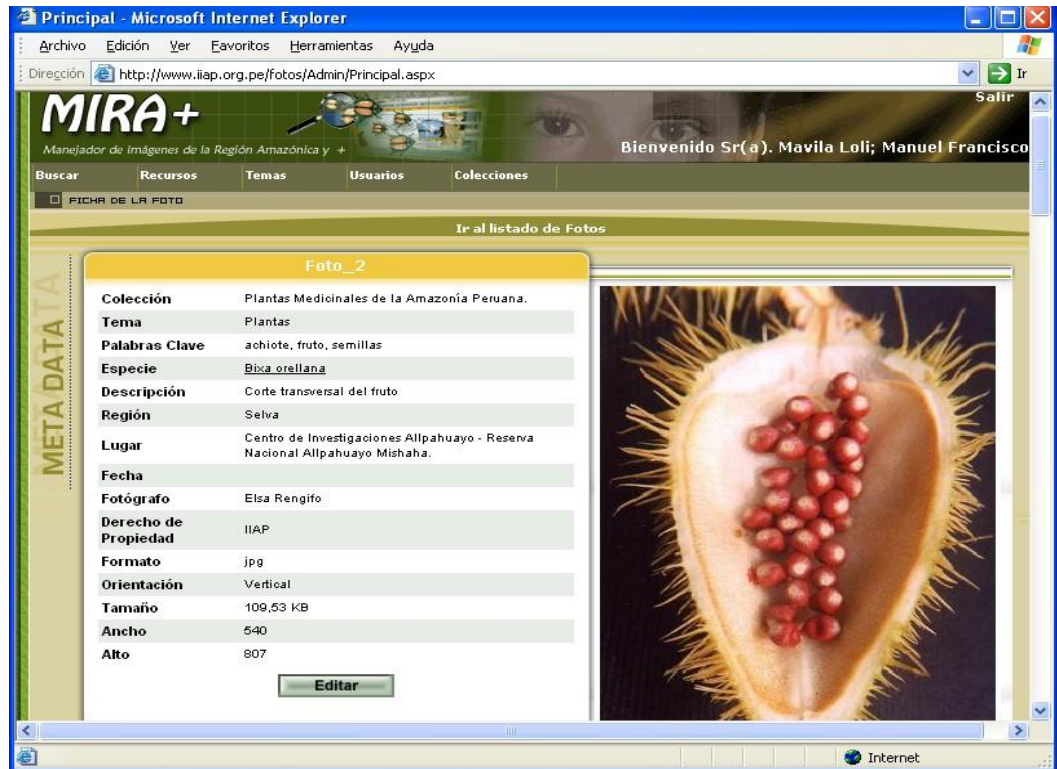 Principal - Microsoft Internet Explorer
Archivo Edición Ver Favoritos Herramientas Ayuda
Dirección http://www.iiap.org.pe/fotos/Admin/Principal.aspx Ir
Salir
MIRA+
Manejador de Imágenes de la Región Amazónica y +
Bienvenido Sr(a). Mavila Loli; Manuel Francisco
Buscar Recursos Temas Usuarios Colecciones
FICHA DE LA FOTO
Ir al listado de Fotos
METADATA
Foto_2
Colección Plantas Medicinales de la Amazonía Peruana.
Tema Plantas
Palabras Clave achiote, fruto, semillas
Especie Bixa orellana
Descripción Corte transversal del fruto
Región Selva
Lugar Centro de Investigaciones Allpahuayo - Reserva
Nacional Allpahuayo Mishaha.
Fecha
Fotógrafo Elsa Rengifo
Derecho de
Propiedad IIAP
Formato jpg
Orientación Vertical
Tamaño 109,53 KB
Ancho 540
Alto 807
Editar
Internet